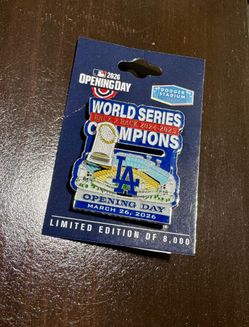 2026
OPENING DAY
DODGER
STADIUM
WORLD SERIES
BACK 2 BACK 2024-2025
CHAMPIONS
LA
OPENING DAY
MARCH 26, 2026
LIMITED EDITION OF 8,000